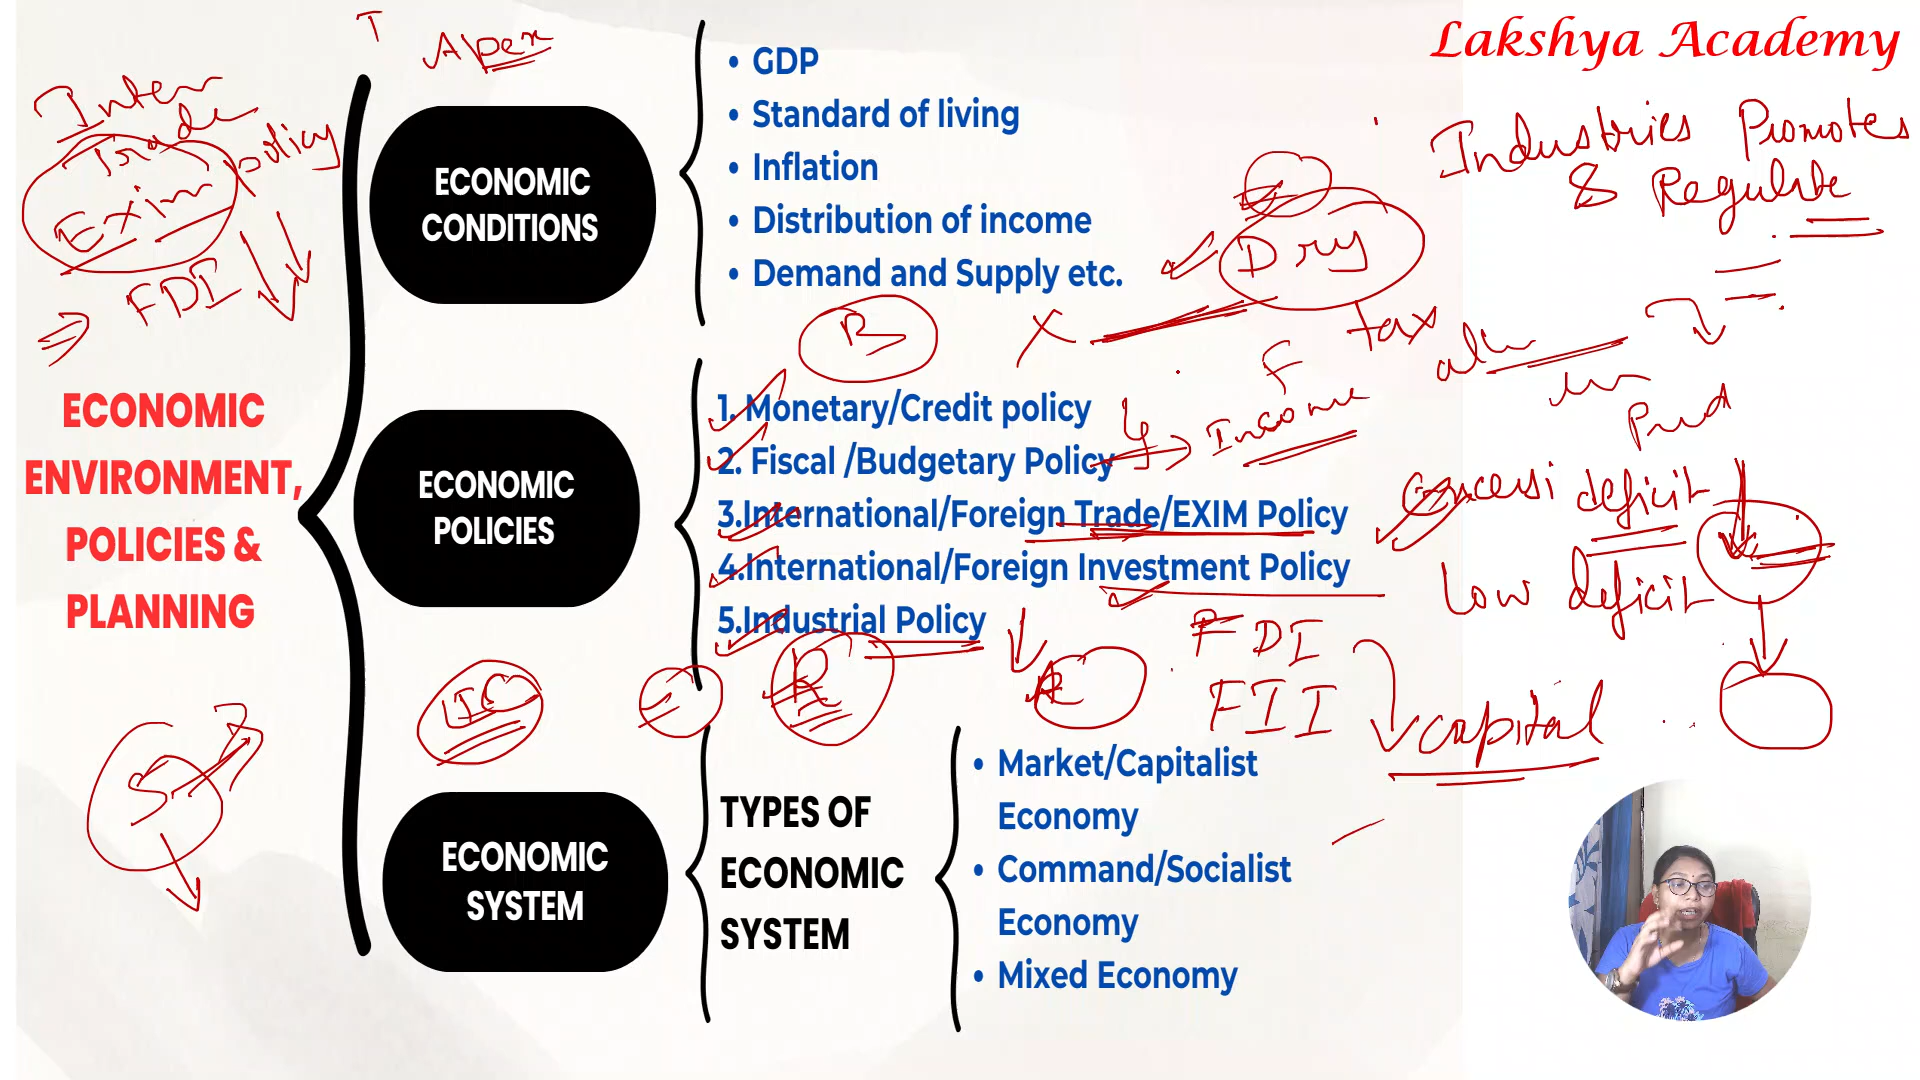 Lakshya Academy
Apex
Inter
Trade
policy
Exim
FDI
Industries Promotes
& Regulate
ECONOMIC
ENVIRONMENT,
POLICIES &
PLANNING
ECONOMIC
CONDITIONS
• GDP
• Standard of living
• Inflation
• Distribution of income
• Demand and Supply etc.
Dry
tax
B
X
F
Income
ECONOMIC
POLICIES
1. Monetary/Credit policy
2. Fiscal /Budgetary Policy
3.International/Foreign Trade/EXIM Policy
4.International/Foreign Investment Policy
5.Industrial Policy
deficit
Low deficit
FDI
FII
capital
R
S
ECONOMIC
SYSTEM
TYPES OF
ECONOMIC
SYSTEM
• Market/Capitalist
Economy
• Command/Socialist
Economy
• Mixed Economy